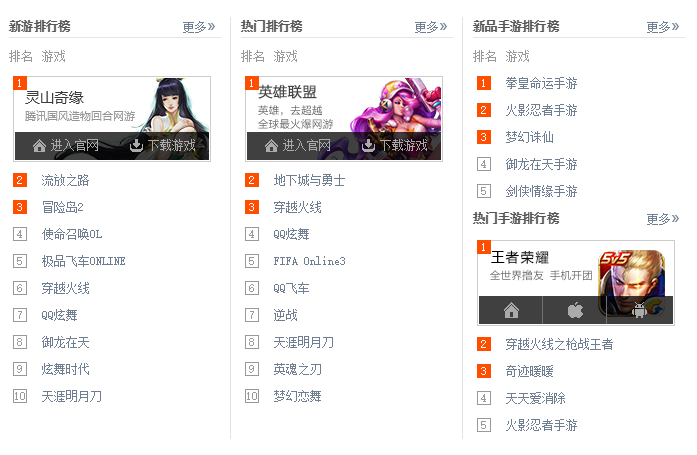 新游排行榜 更多»
排名 游戏
1
灵山奇缘
腾讯国风造物回合网游
进入官网 下载游戏
2 流放之路
3 冒险岛2
4 使命召唤OL
5 极品飞车ONLINE
6 穿越火线
7 QQ炫舞
8 御龙在天
9 炫舞时代
10 天涯明月刀
热门排行榜 更多»
排名 游戏
1
英雄联盟
英雄，去超越
全球最火爆网游
进入官网 下载游戏
2 地下城与勇士
3 穿越火线
4 QQ炫舞
5 FIFA Online3
6 QQ飞车
7 逆战
8 天涯明月刀
9 英魂之刃
10 梦幻恋舞
新品手游排行榜 更多»
排名 游戏
1 拳皇命运手游
2 火影忍者手游
3 梦幻诛仙
4 御龙在天手游
5 剑侠情缘手游
热门手游排行榜 更多»
1
王者荣耀
全世界撸友 手机开团
5v5
2 穿越火线之枪战王者
3 奇迹暖暖
4 天天爱消除
5 火影忍者手游